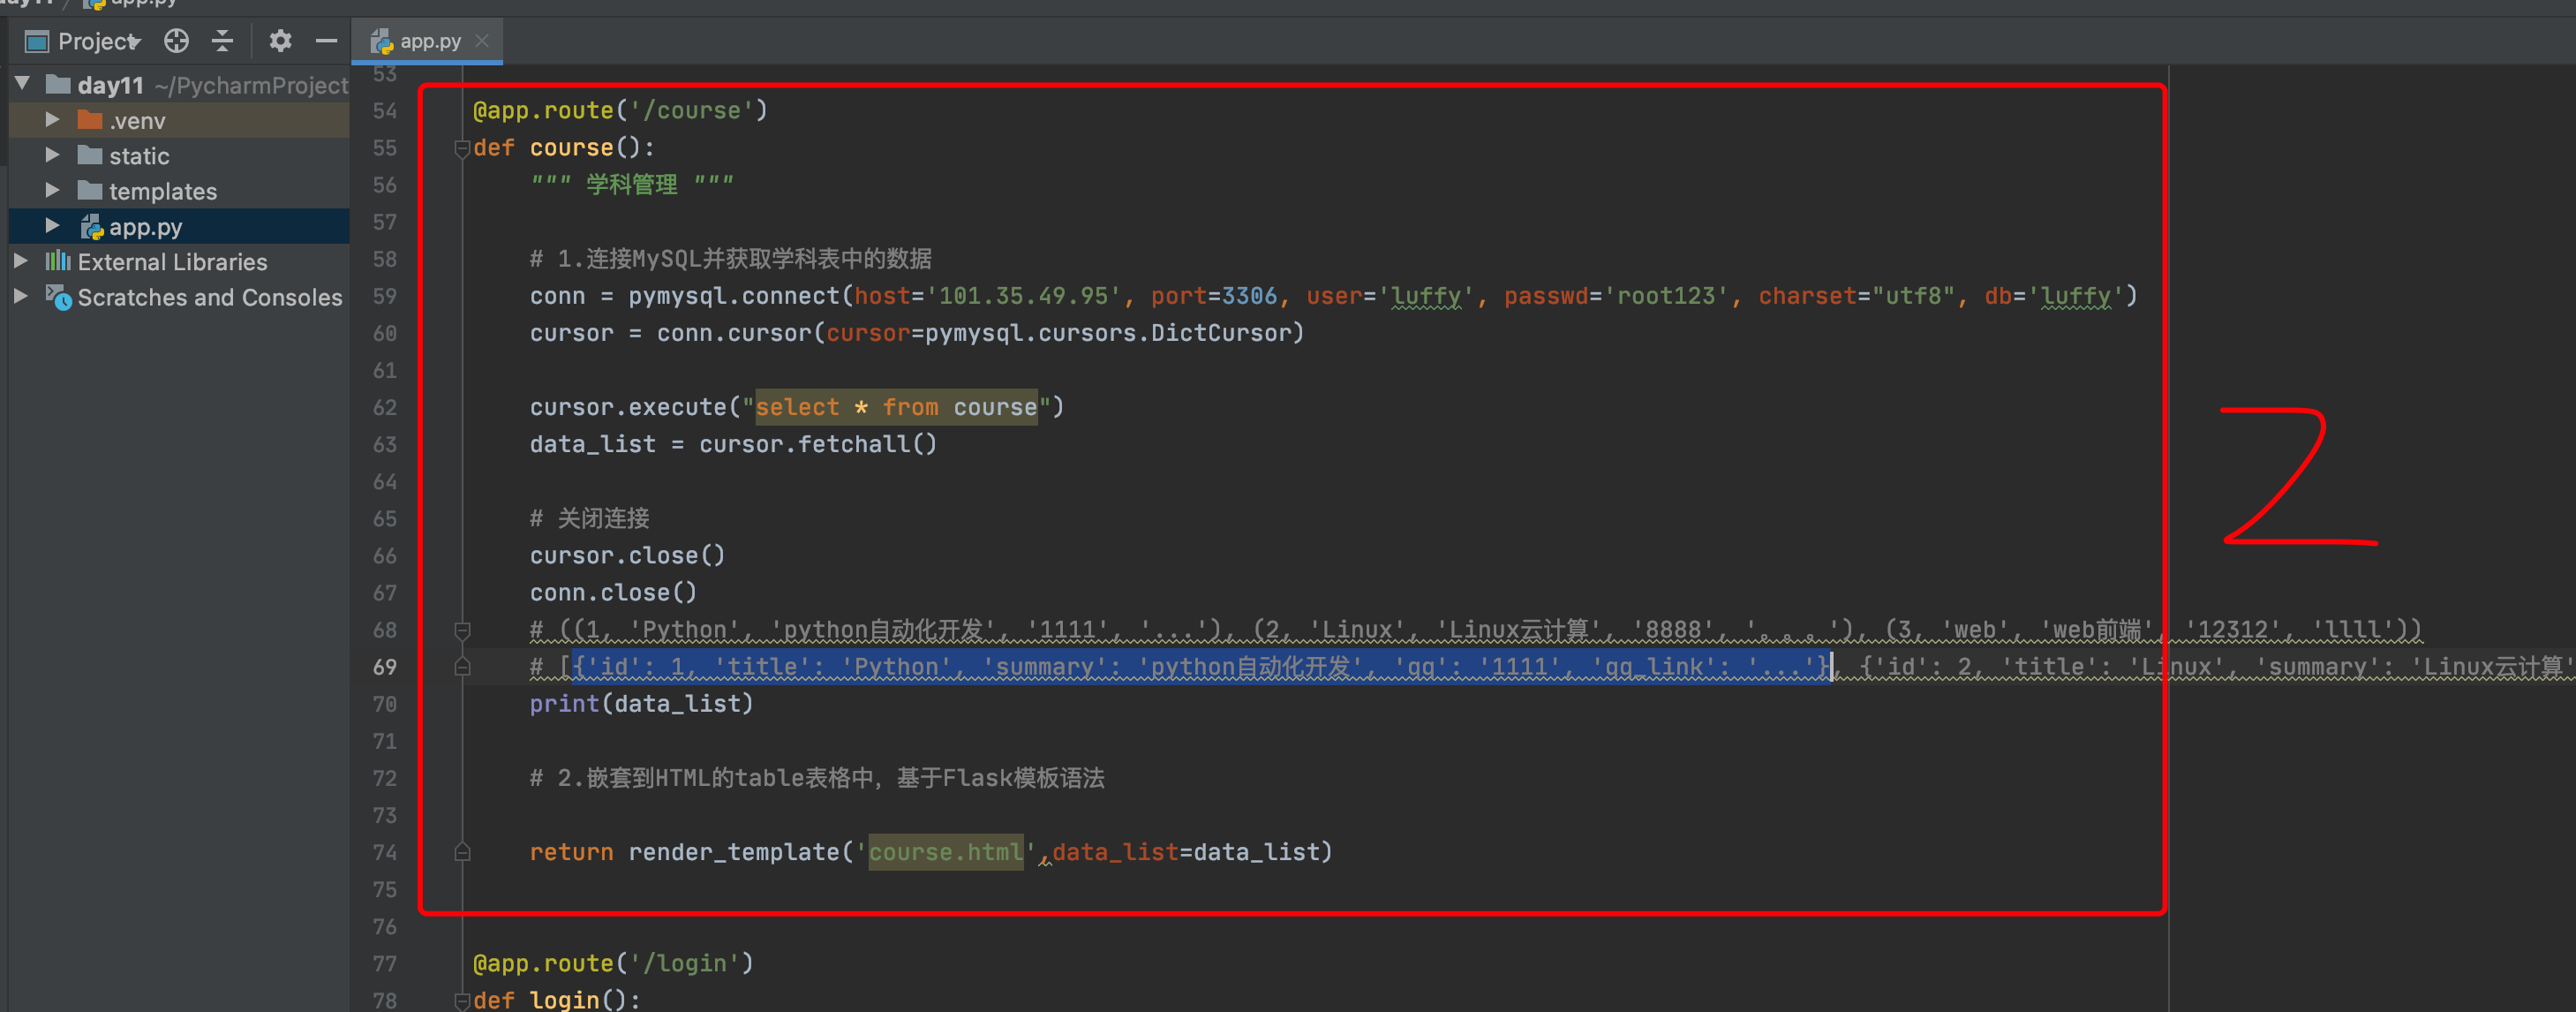 day11 / app.py
Project
app.py
day11 ~/PycharmProject
.venv
static
templates
app.py
External Libraries
Scratches and Consoles
53
54 @app.route('/course')
55 def course():
56 """ 学科管理 """
57
58 # 1.连接MySQL并获取学科表中的数据
59 conn = pymysql.connect(host='101.35.49.95', port=3306, user='luffy', passwd='root123', charset="utf8", db='luffy')
60 cursor = conn.cursor(cursor=pymysql.cursors.DictCursor)
61
62 cursor.execute("select * from course")
63 data_list = cursor.fetchall()
64
65 # 关闭连接
66 cursor.close()
67 conn.close()
68 # ((1, 'Python', 'python自动化开发', '1111', '...'), (2, 'Linux', 'Linux云计算', '8888', '。。。'), (3, 'web', 'web前端', '12312', 'llll'))
69 # [{'id': 1, 'title': 'Python', 'summary': 'python自动化开发', 'qq': '1111', 'qq_link': '...'}, {'id': 2, 'title': 'Linux', 'summary': 'Linux云计算'
70 print(data_list)
71
72 # 2.嵌套到HTML的table表格中，基于Flask模板语法
73
74 return render_template('course.html',data_list=data_list)
75
76
77 @app.route('/login')
78 def login():
2